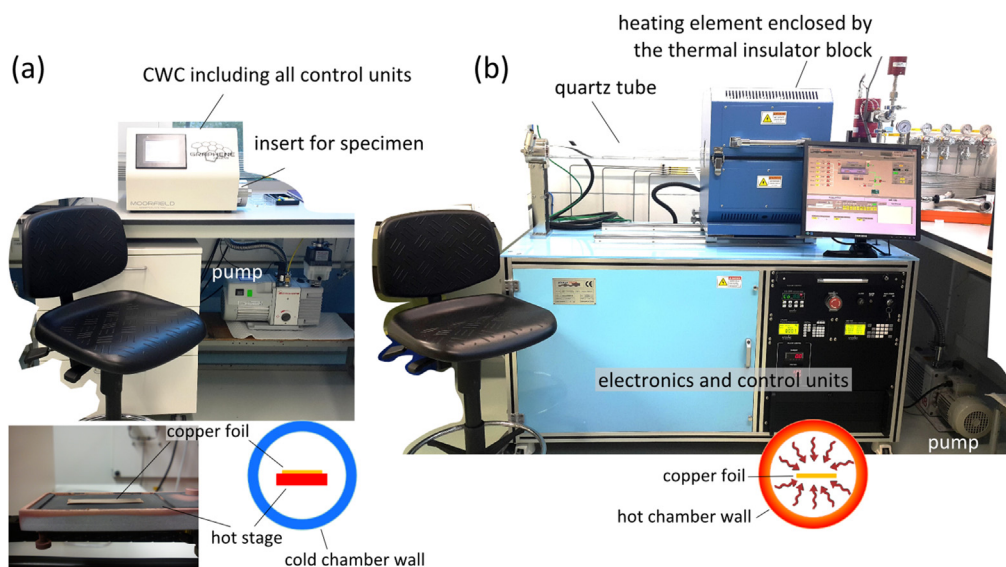 (a)
CWC including all control units
insert for specimen
GRAPHENE
MOORFIELD
pump
copper foil
hot stage
cold chamber wall
(b)
heating element enclosed by
the thermal insulator block
quartz tube
electronics and control units
pump
copper foil
hot chamber wall